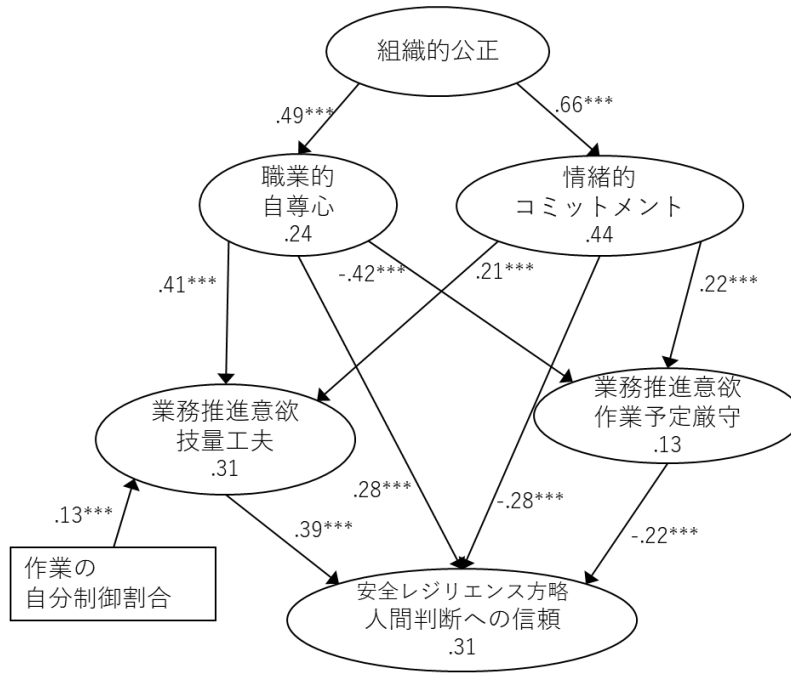 組織的公正
.49***
.66***
職業的
自尊心
.24
情緒的
コミットメント
.44
.41***
-.42***
.21***
.22***
業務推進意欲
技量工夫
.31
業務推進意欲
作業予定厳守
.13
.13***
.39***
.28***
-.28***
-.22***
作業の
自分制御割合
安全レジリエンス方略
人間判断への信頼
.31